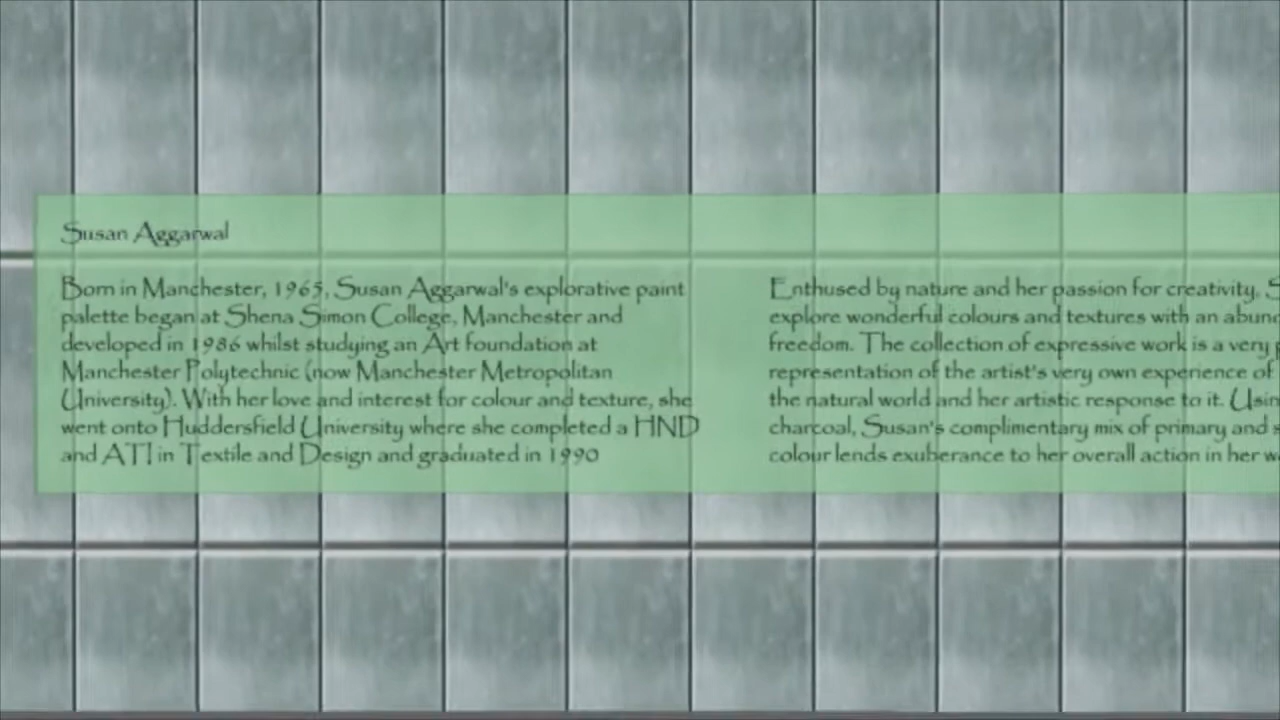 Susan Aggarwal
Born in Manchester, 1965, Susan Aggarwal's explorative paint
palette began at Shena Simon College, Manchester and
developed in 1986 whilst studying an Art foundation at
Manchester Polytechnic (now Manchester Metropolitan
University). With her love and interest for colour and texture, she
went onto Huddersfield University where she completed a HND
and ATI in Textile and Design and graduated in 1990
Enthused by nature and her passion for creativity,
explore wonderful colours and textures with an
freedom. The collection of expressive work is a very
representation of the artist's very own experience of
the natural world and her artistic response to it.
charcoal, Susan's complimentary mix of primary and
colour lends exuberance to her overall action in her